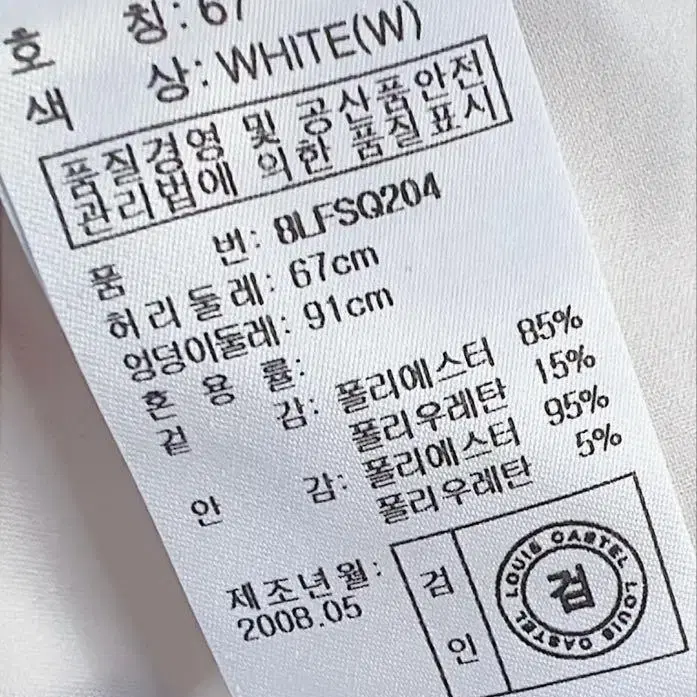 호 칭: 67
색 상: WHITE(W)
품질경영 및 공산품안전
관리법에 의한 품질표시
품 번: 8LFSQ204
허리둘레: 67cm
엉덩이둘레: 91cm
혼 용 률:
겉 감: 폴리에스터 85%
폴리우레탄 15%
안 감: 폴리에스터 95%
폴리우레탄 5%
제조년월:
2008.05
검
인
LOUIS CASTEL
검
LOUIS CASTEL